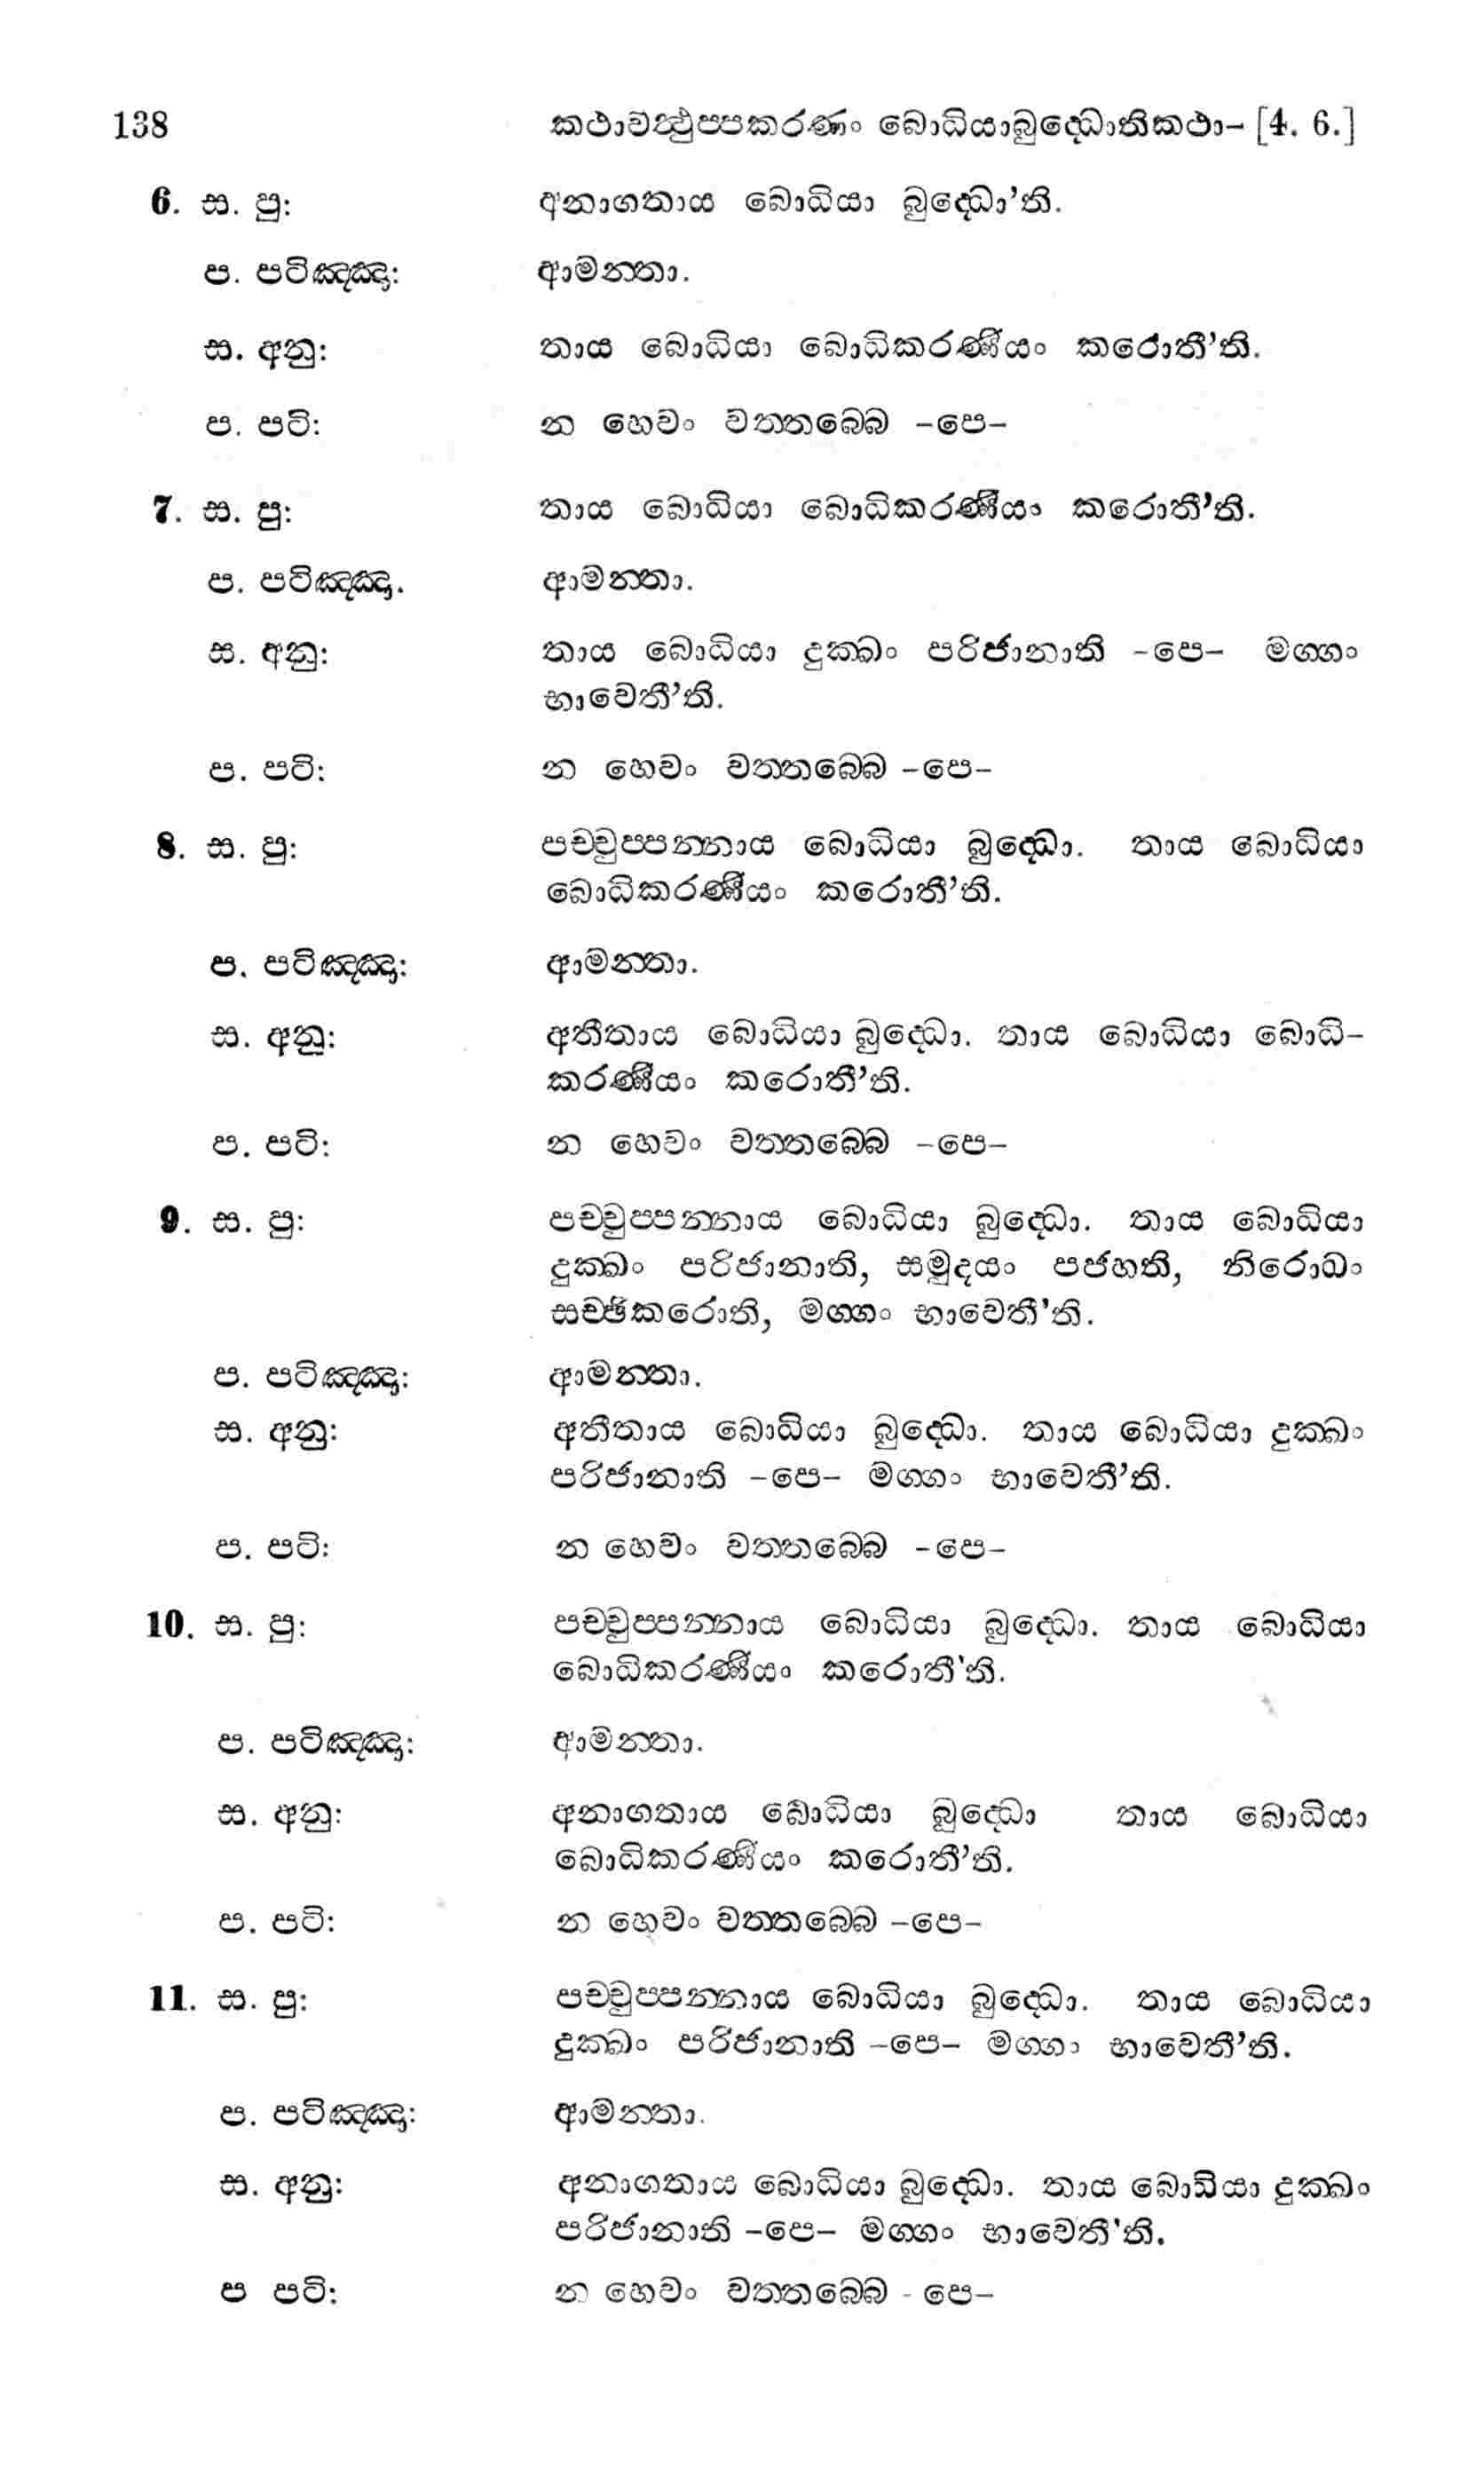 138 කථාවත්‍ථුප්පකරණං බොධියාබුද්ධොතිකථා- [4. 6.]
6. ස. පු: අනාගතාය බොධියා බුද්ධො’ති.
ප. පටිඤ්ඤා: ආමන්තා.
ස. අනු: තාය බොධියා බොධිකරණීයං කරොතී’ති.
ප. පටි: න හෙවං වත්තබ්බෙ -පෙ-
7. ස. පු: තාය බොධියා බොධිකරණීයං කරොතී’ති.
ප. පටිඤ්ඤා. ආමන්තා.
ස. අනු: තාය බොධියා දුක්ඛං පරිජානාති -පෙ- මග්ගං
භාවෙතී’ති.
ප. පටි: න හෙවං වත්තබ්බෙ -පෙ-
8. ස. පු: පච්චුප්පන්නාය බොධියා බුද්ධො. තාය බොධියා
බොධිකරණීයං කරොතී’ති.
ප. පටිඤ්ඤා: ආමන්තා.
ස. අනු: අතීතාය බොධියා බුද්ධො. තාය බොධියා බොධි-
කරණීයං කරොතී’ති.
ප. පටි: න හෙවං වත්තබ්බෙ -පෙ-
9. ස. පු: පච්චුප්පන්නාය බොධියා බුද්ධො. තාය බොධියා
දුක්ඛං පරිජානාති, සමුදයං පජහති, නිරොධං
සච්ඡිකරොති, මග්ගං භාවෙතී’ති.
ප. පටිඤ්ඤා: ආමන්තා.
ස. අනු: අතීතාය බොධියා බුද්ධො. තාය බොධියා දුක්ඛං
පරිජානාති -පෙ- මග්ගං භාවෙතී’ති.
ප. පටි: න හෙවං වත්තබ්බෙ -පෙ-
10. ස. පු: පච්චුප්පන්නාය බොධියා බුද්ධො. තාය බොධියා
බොධිකරණීයං කරොතී’ති.
ප. පටිඤ්ඤා: ආමන්තා.
ස. අනු: අනාගතාය බොධියා බුද්ධො තාය බොධියා
බොධිකරණීයං කරොතී’ති.
ප. පටි: න හෙවං වත්තබ්බෙ -පෙ-
11. ස. පු: පච්චුප්පන්නාය බොධියා බුද්ධො. තාය බොධියා
දුක්ඛං පරිජානාති -පෙ- මග්ගං භාවෙතී’ති.
ප. පටිඤ්ඤා: ආමන්තා.
ස. අනු: අනාගතාය බොධියා බුද්ධො. තාය බොධියා දුක්ඛං
පරිජානාති -පෙ- මග්ගං භාවෙතී’ති.
ප පටි: න හෙවං වත්තබ්බෙ - පෙ-